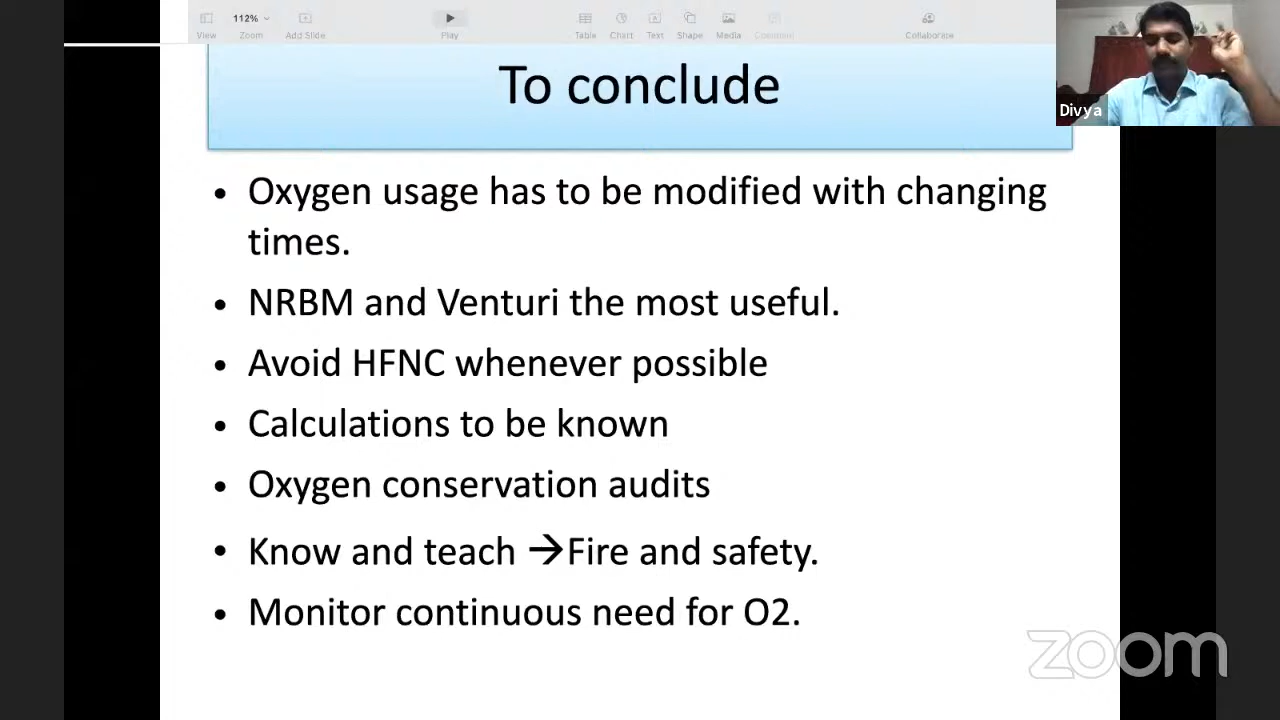 112%
View
Zoom
Add Slide
Play
Table
Chart
Text
Shape
Media
Comment
Collaborate
Divya
To conclude
• Oxygen usage has to be modified with changing
times.
• NRBM and Venturi the most useful.
• Avoid HFNC whenever possible
• Calculations to be known
• Oxygen conservation audits
• Know and teach →Fire and safety.
• Monitor continuous need for O2.
zoom